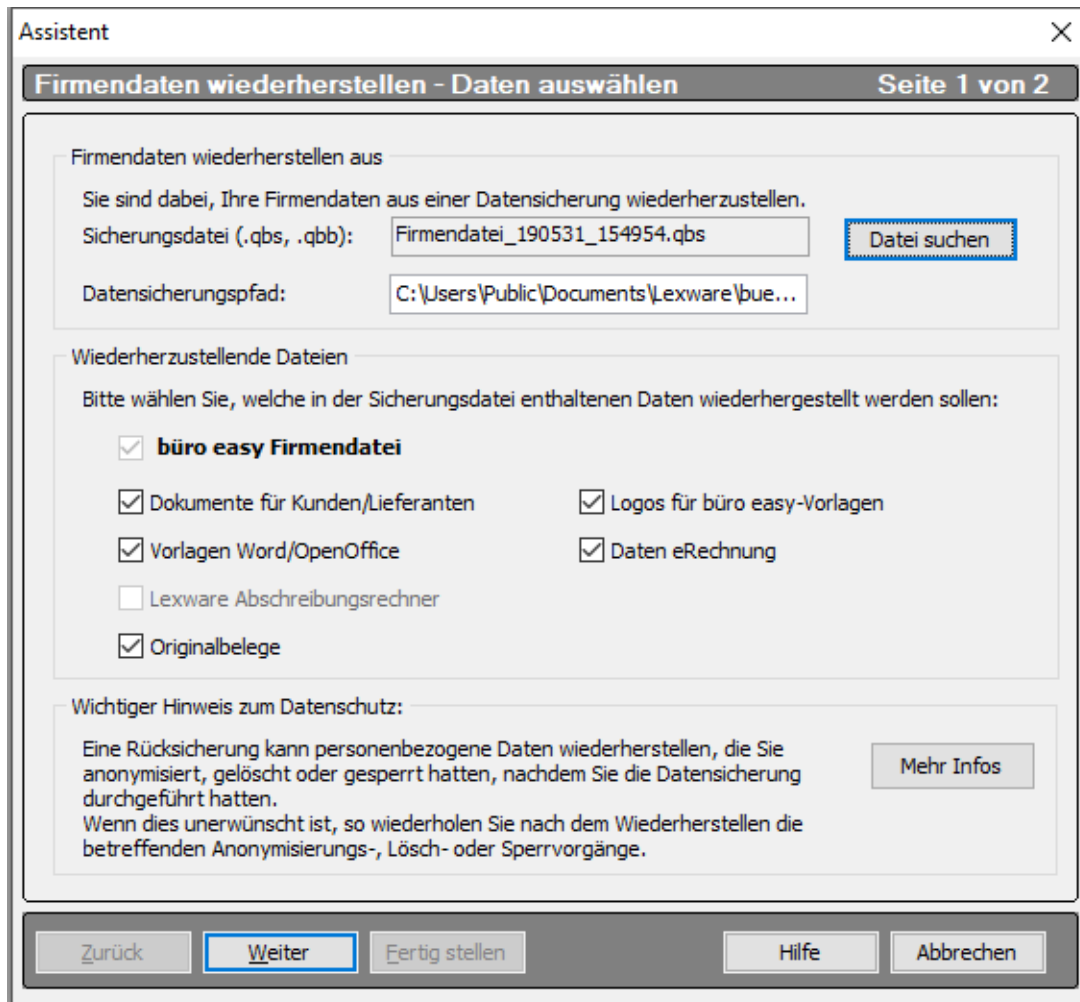 Assistent
Firmendaten wiederherstellen - Daten auswählen Seite 1 von 2
Firmendaten wiederherstellen aus
Sie sind dabei, Ihre Firmendaten aus einer Datensicherung wiederherzustellen.
Sicherungsdatei (.qbs, .qbb): Firmendatei_190531_154954.qbs Datei suchen
Datensicherungspfad: C:\Users\Public\Documents\Lexware\bue...
Wiederherzustellende Dateien
Bitte wählen Sie, welche in der Sicherungsdatei enthaltenen Daten wiederhergestellt werden sollen:
büro easy Firmendatei
Dokumente für Kunden/Lieferanten Logos für büro easy-Vorlagen
Vorlagen Word/OpenOffice Daten eRechnung
Lexware Abschreibungsrechner
Originalbelege
Wichtiger Hinweis zum Datenschutz:
Eine Rücksicherung kann personenbezogene Daten wiederherstellen, die Sie
anonymisiert, gelöscht oder gesperrt hatten, nachdem Sie die Datensicherung
durchgeführt hatten.
Wenn dies unerwünscht ist, so wiederholen Sie nach dem Wiederherstellen die
betreffenden Anonymisierungs-, Lösch- oder Sperrvorgänge.
Mehr Infos
Zurück Weiter Fertig stellen Hilfe Abbrechen